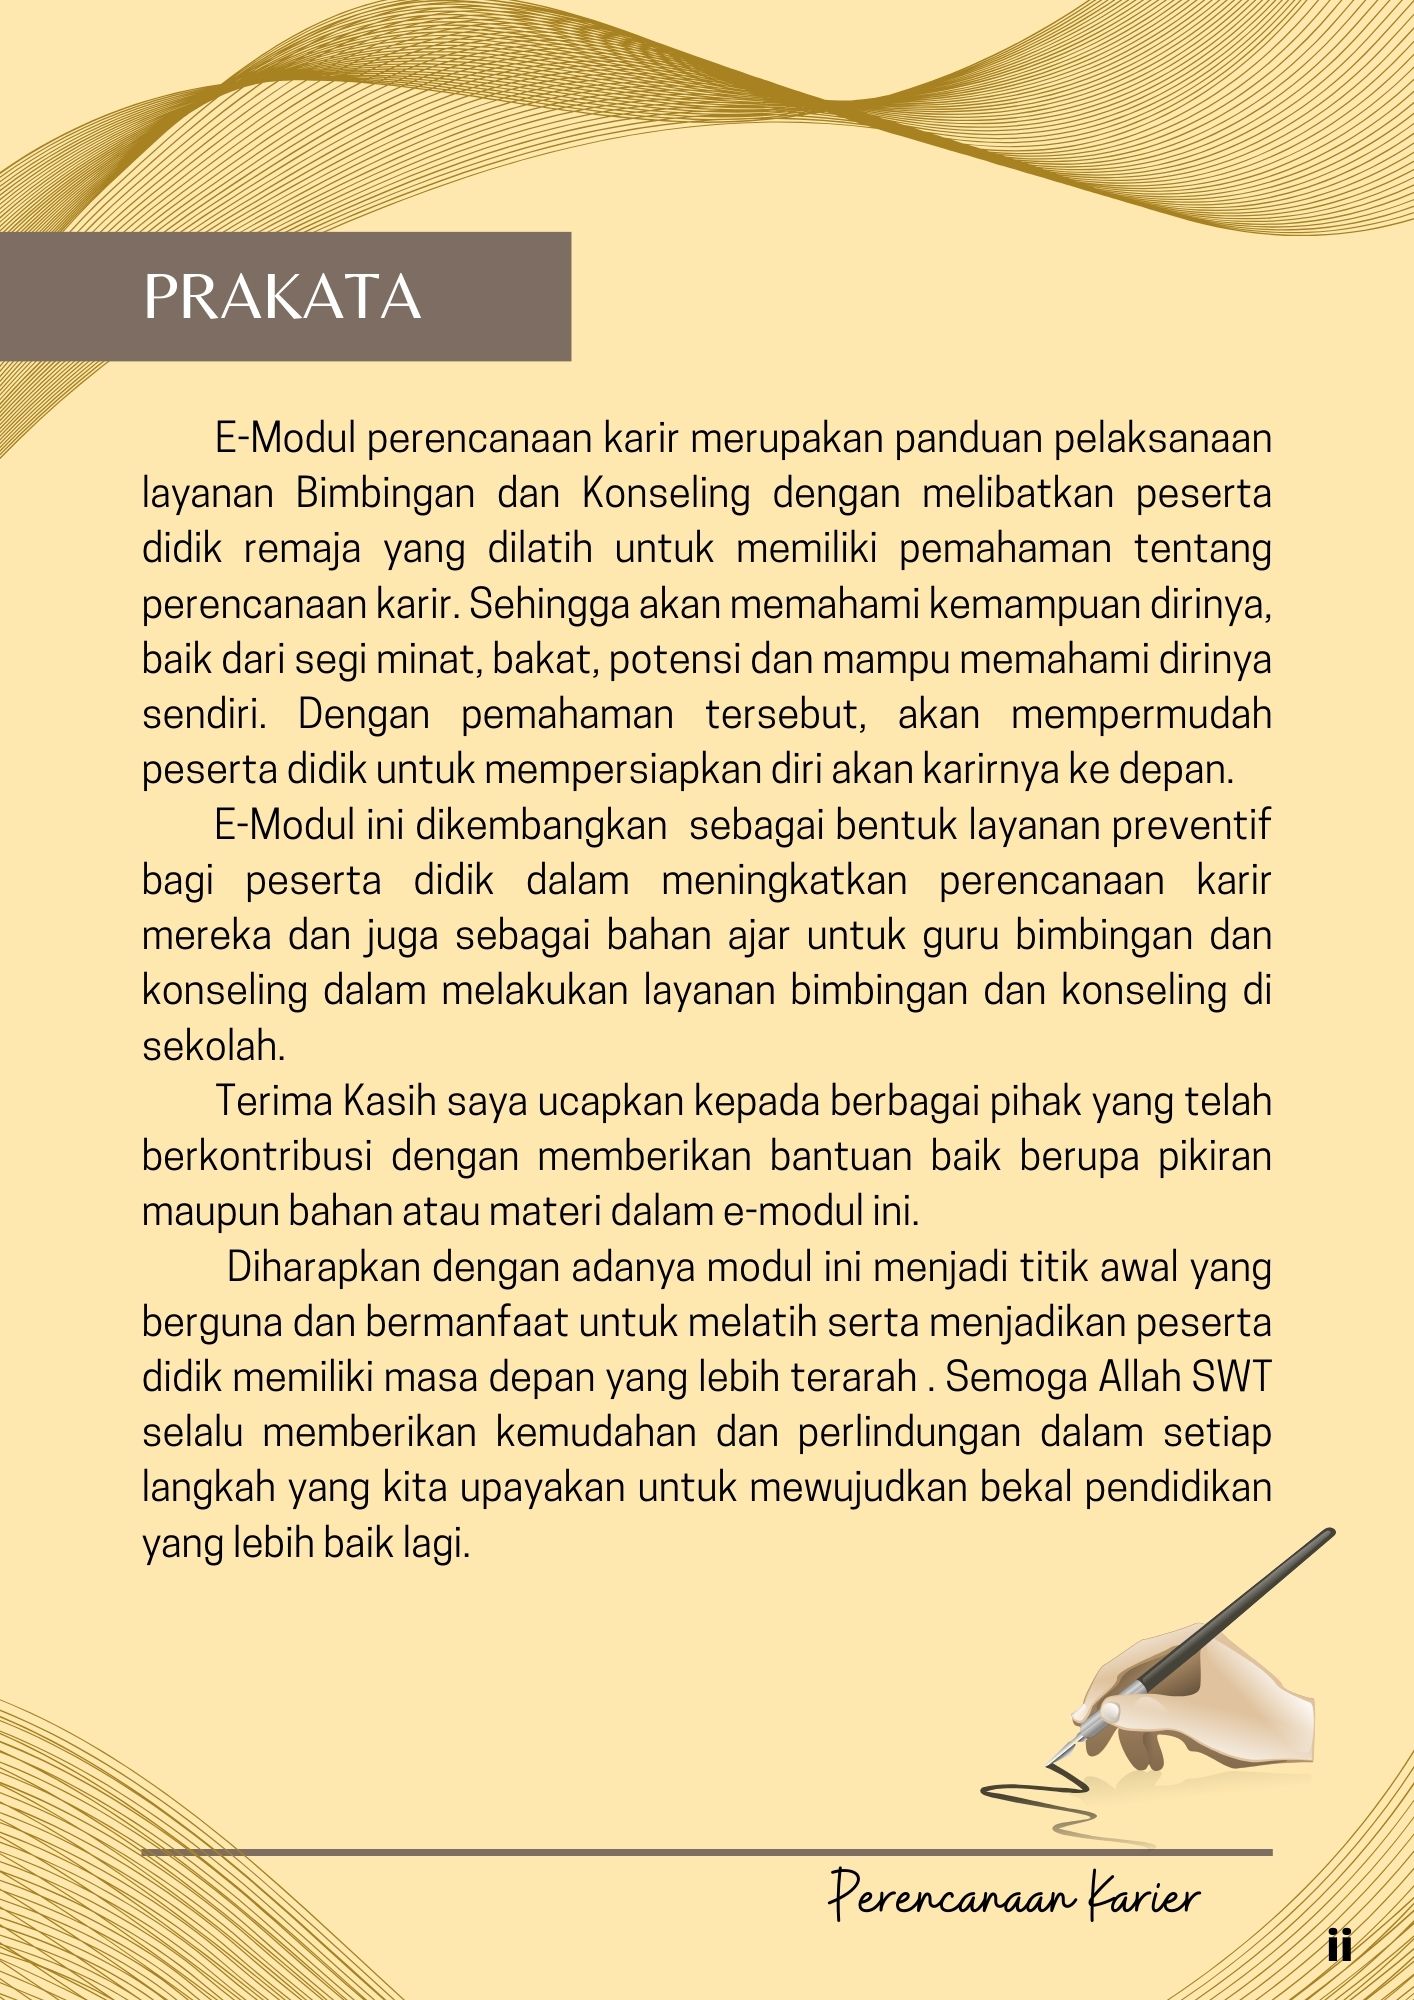 PRAKATA
E-Modul perencanaan karir merupakan panduan pelaksanaan
layanan Bimbingan dan Konseling dengan melibatkan peserta
didik remaja yang dilatih untuk memiliki pemahaman tentang
perencanaan karir. Sehingga akan memahami kemampuan dirinya,
baik dari segi minat, bakat, potensi dan mampu memahami dirinya
sendiri. Dengan pemahaman tersebut, akan mempermudah
peserta didik untuk mempersiapkan diri akan karirnya ke depan.
E-Modul ini dikembangkan  sebagai bentuk layanan preventif
bagi peserta didik dalam meningkatkan perencanaan karir
mereka dan juga sebagai bahan ajar untuk guru bimbingan dan
konseling dalam melakukan layanan bimbingan dan konseling di
sekolah.
Terima Kasih saya ucapkan kepada berbagai pihak yang telah
berkontribusi dengan memberikan bantuan baik berupa pikiran
maupun bahan atau materi dalam e-modul ini.
Diharapkan dengan adanya modul ini menjadi titik awal yang
berguna dan bermanfaat untuk melatih serta menjadikan peserta
didik memiliki masa depan yang lebih terarah . Semoga Allah SWT
selalu memberikan kemudahan dan perlindungan dalam setiap
langkah yang kita upayakan untuk mewujudkan bekal pendidikan
yang lebih baik lagi.
Perencanaan Karier
ii